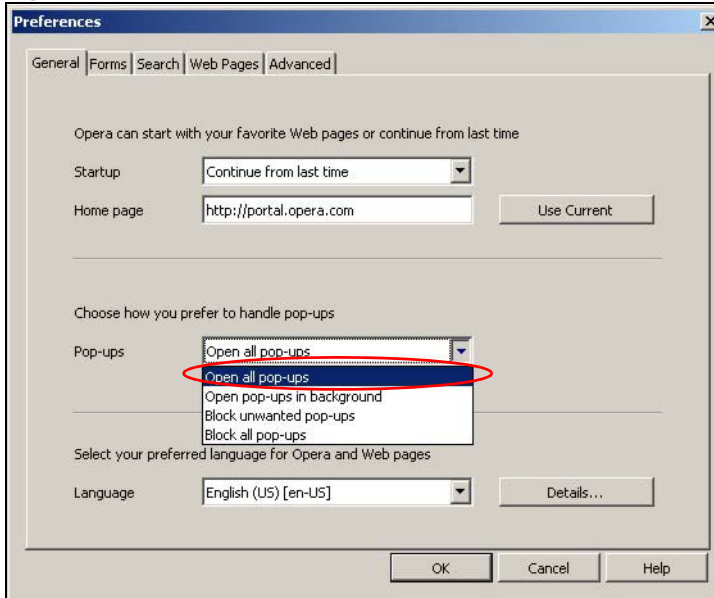 Preferences
General Forms Search Web Pages Advanced
Opera can start with your favorite Web pages or continue from last time
Startup Continue from last time
Home page http://portal.opera.com Use Current
Choose how you prefer to handle pop-ups
Pop-ups Open all pop-ups
Open all pop-ups
Open pop-ups in background
Block unwanted pop-ups
Block all pop-ups
Select your preferred language for Opera and Web pages
Language English (US) [en-US] Details...
OK Cancel Help